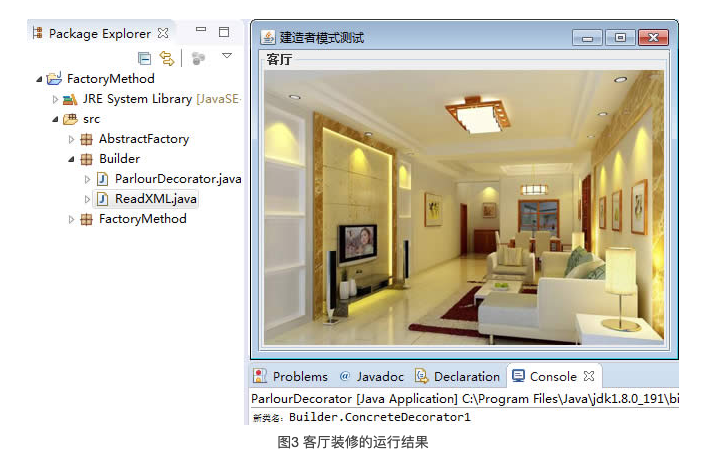 Package Explorer
FactoryMethod
JRE System Library [JavaSE-
src
AbstractFactory
Builder
ParlourDecorator.java
ReadXML.java
FactoryMethod
建造者模式测试
客厅
Problems @ Javadoc Declaration Console
ParlourDecorator [Java Application] C:\Program Files\Java\jdk1.8.0_191\bi
新类名: Builder.ConcreteDecorator1
图3 客厅装修的运行结果